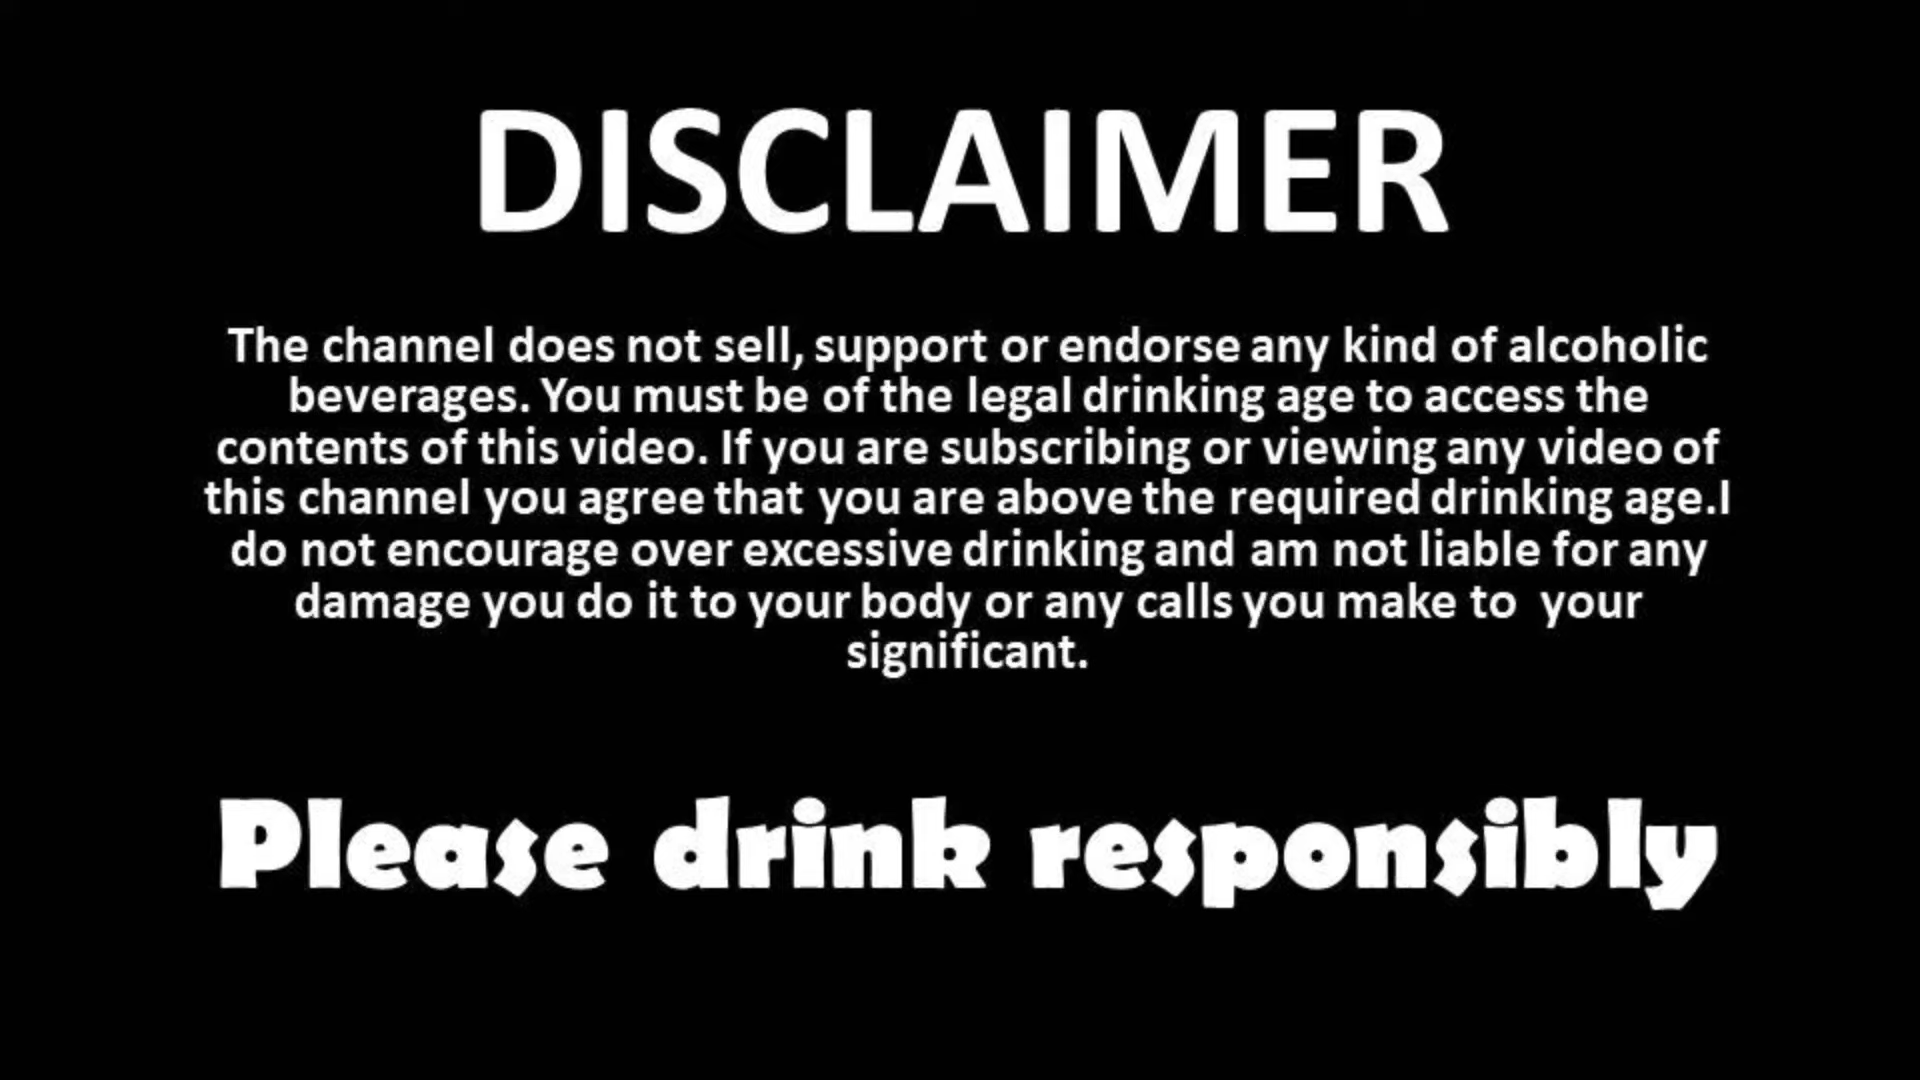 DISCLAIMER
The channel does not sell, support or endorse any kind of alcoholic
beverages. You must be of the legal drinking age to access the
contents of this video. If you are subscribing or viewing any video of
this channel you agree that you are above the required drinking age.I
do not encourage over excessive drinking and am not liable for any
damage you do it to your body or any calls you make to  your
significant.
Please drink responsibly